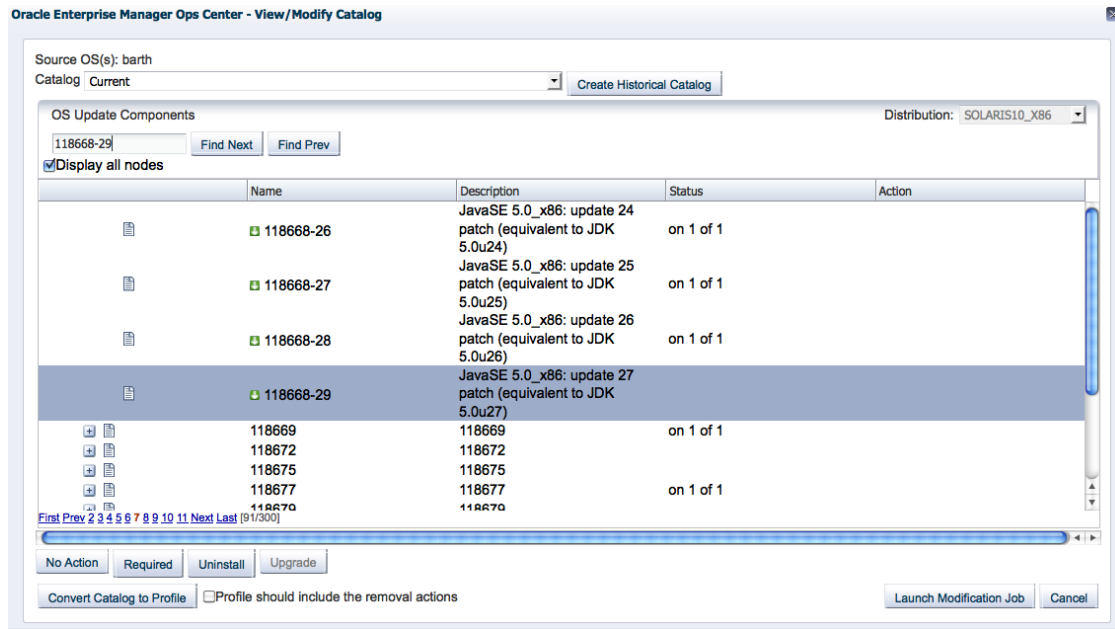 Oracle Enterprise Manager Ops Center - View/Modify Catalog
Source OS(s): barth
Catalog Current Create Historical Catalog
OS Update Components Distribution: SOLARIS10_X86
118668-29 Find Next Find Prev
Display all nodes
Name Description Status Action
JavaSE 5.0_x86: update 24
118668-26 patch (equivalent to JDK on 1 of 1
5.0u24)
JavaSE 5.0_x86: update 25
118668-27 patch (equivalent to JDK on 1 of 1
5.0u25)
JavaSE 5.0_x86: update 26
118668-28 patch (equivalent to JDK on 1 of 1
5.0u26)
JavaSE 5.0_x86: update 27
118668-29 patch (equivalent to JDK
5.0u27)
118669 118669 on 1 of 1
118672 118672
118675 118675
118677 118677 on 1 of 1
118679 118679
First Prev 2 3 4 5 6 7 8 9 10 11 Next Last [91/300]
No Action Required Uninstall Upgrade
Convert Catalog to Profile Profile should include the removal actions Launch Modification Job Cancel